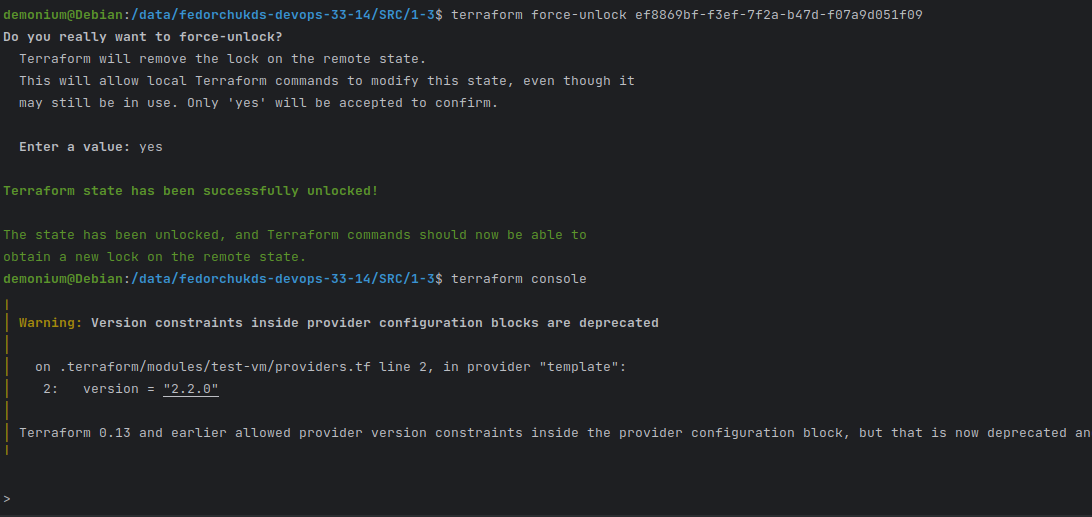 demonium@Debian:/data/fedorchukds-devops-33-14/SRC/1-3$ terraform force-unlock ef8869bf-f3ef-7f2a-b47d-f07a9d051f09
Do you really want to force-unlock?
  Terraform will remove the lock on the remote state.
  This will allow local Terraform commands to modify this state, even though it
  may still be in use. Only 'yes' will be accepted to confirm.

  Enter a value: yes

Terraform state has been successfully unlocked!

The state has been unlocked, and Terraform commands should now be able to
obtain a new lock on the remote state.
demonium@Debian:/data/fedorchukds-devops-33-14/SRC/1-3$ terraform console
Warning: Version constraints inside provider configuration blocks are deprecated
  on .terraform/modules/test-vm/providers.tf line 2, in provider "template":
   2:   version = "2.2.0"
Terraform 0.13 and earlier allowed provider version constraints inside the provider configuration block, but that is now deprecated an
>